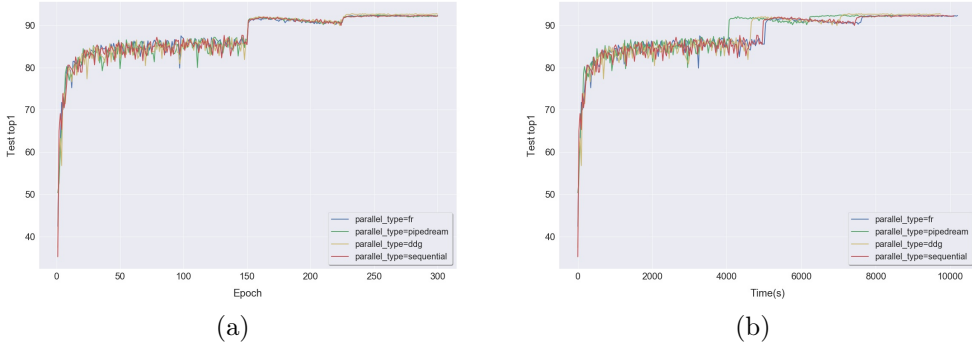 90
80
70
60
50
40
Test top1
0
50
100
150
200
250
300
Epoch
parallel_type=fr
parallel_type=pipedream
parallel_type=ddg
parallel_type=sequential
(a)
90
80
70
60
50
40
Test top1
0
2000
4000
6000
8000
10000
Time(s)
parallel_type=fr
parallel_type=pipedream
parallel_type=ddg
parallel_type=sequential
(b)